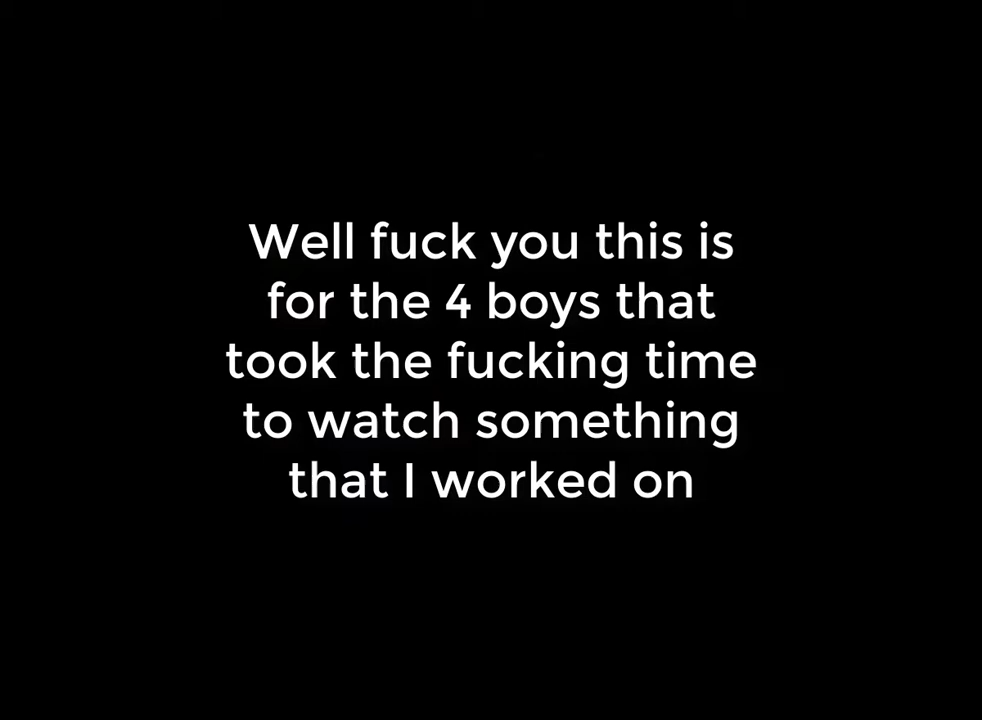 Well fuck you this is
for the 4 boys that
took the fucking time
to watch something
that I worked on